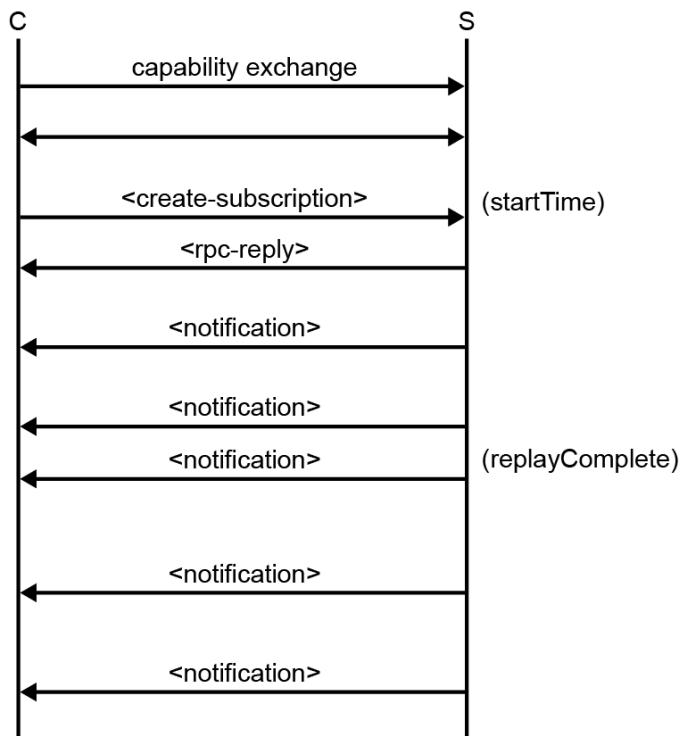 C S
capability exchange
<create-subscription> (startTime)
<rpc-reply>
<notification>
<notification>
<notification> (replayComplete)
<notification>
<notification>